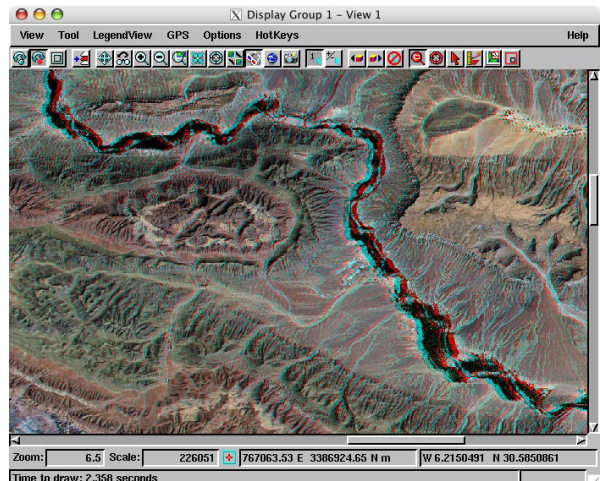 Display Group 1 - View 1
View Tool LegendView GPS Options HotKeys Help
Zoom: 6.5 Scale: 226051 767063.53 E 3386924.65 N m W 6.2150491 N 30.5850861
Time to draw: 2.358 seconds